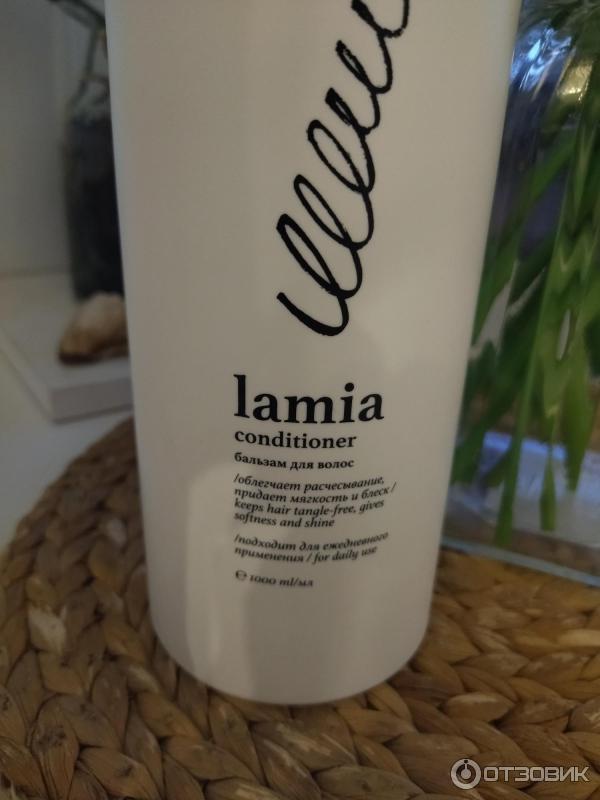 lamia
conditioner
бальзам для волос
/облегчает расчесывание,
придает мягкость и блеск /
keeps hair tangle-free, gives
softness and shine
/подходит для ежедневного
применения / for daily use
℮ 1000 ml/мл
ОТЗОВИК